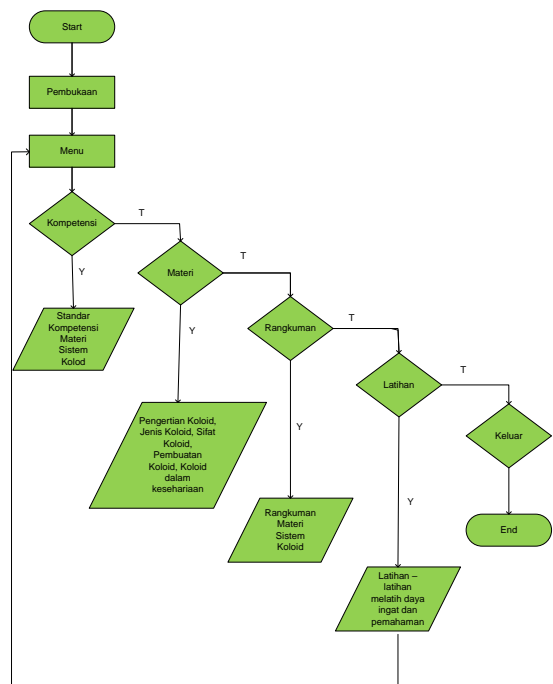 Start
Pembukaan
Menu
Kompetensi
T
Y
Standar
Kompetensi
Materi
Sistem
Kolod
Materi
T
Y
Pengertian Koloid,
Jenis Koloid, Sifat
Koloid,
Pembuatan
Koloid, Koloid
dalam
kesehariaan
Rangkuman
T
Y
Rangkuman
Materi
Sistem
Koloid
Latihan
T
Y
Latihan –
latihan
melatih daya
ingat dan
pemahaman
Keluar
End